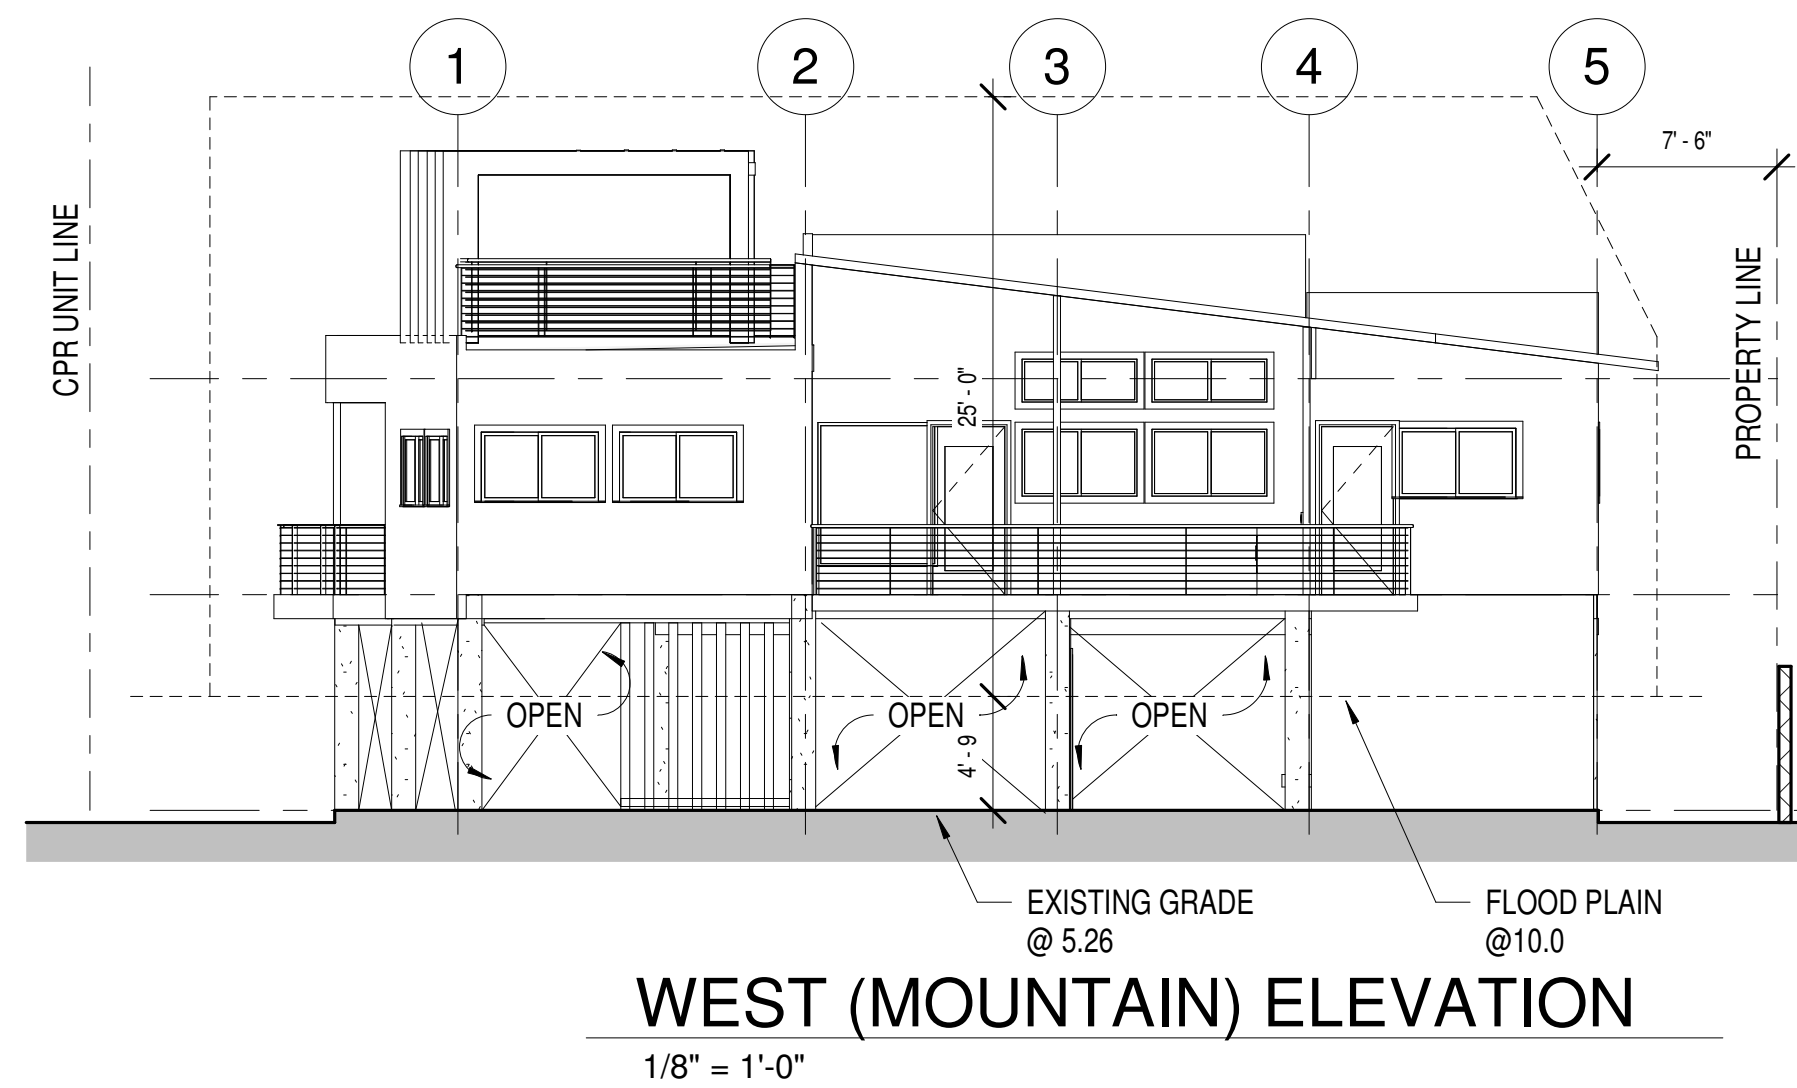 1
2
3
4
5
7' - 6"
CPR UNIT LINE
PROPERTY LINE
25' - 0"
OPEN
OPEN
OPEN
4' - 9
EXISTING GRADE
@ 5.26
FLOOD PLAIN
@10.0
WEST (MOUNTAIN) ELEVATION
1/8" = 1'-0"